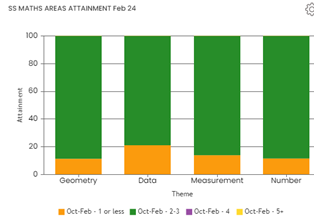 SS MATHS AREAS ATTAINMENT Feb 24
100
80
60
40
20
0
Attainment
Geometry Data Measurement Number
Theme
Oct-Feb - 1 or less Oct-Feb - 2-3 Oct-Feb - 4 Oct-Feb - 5+